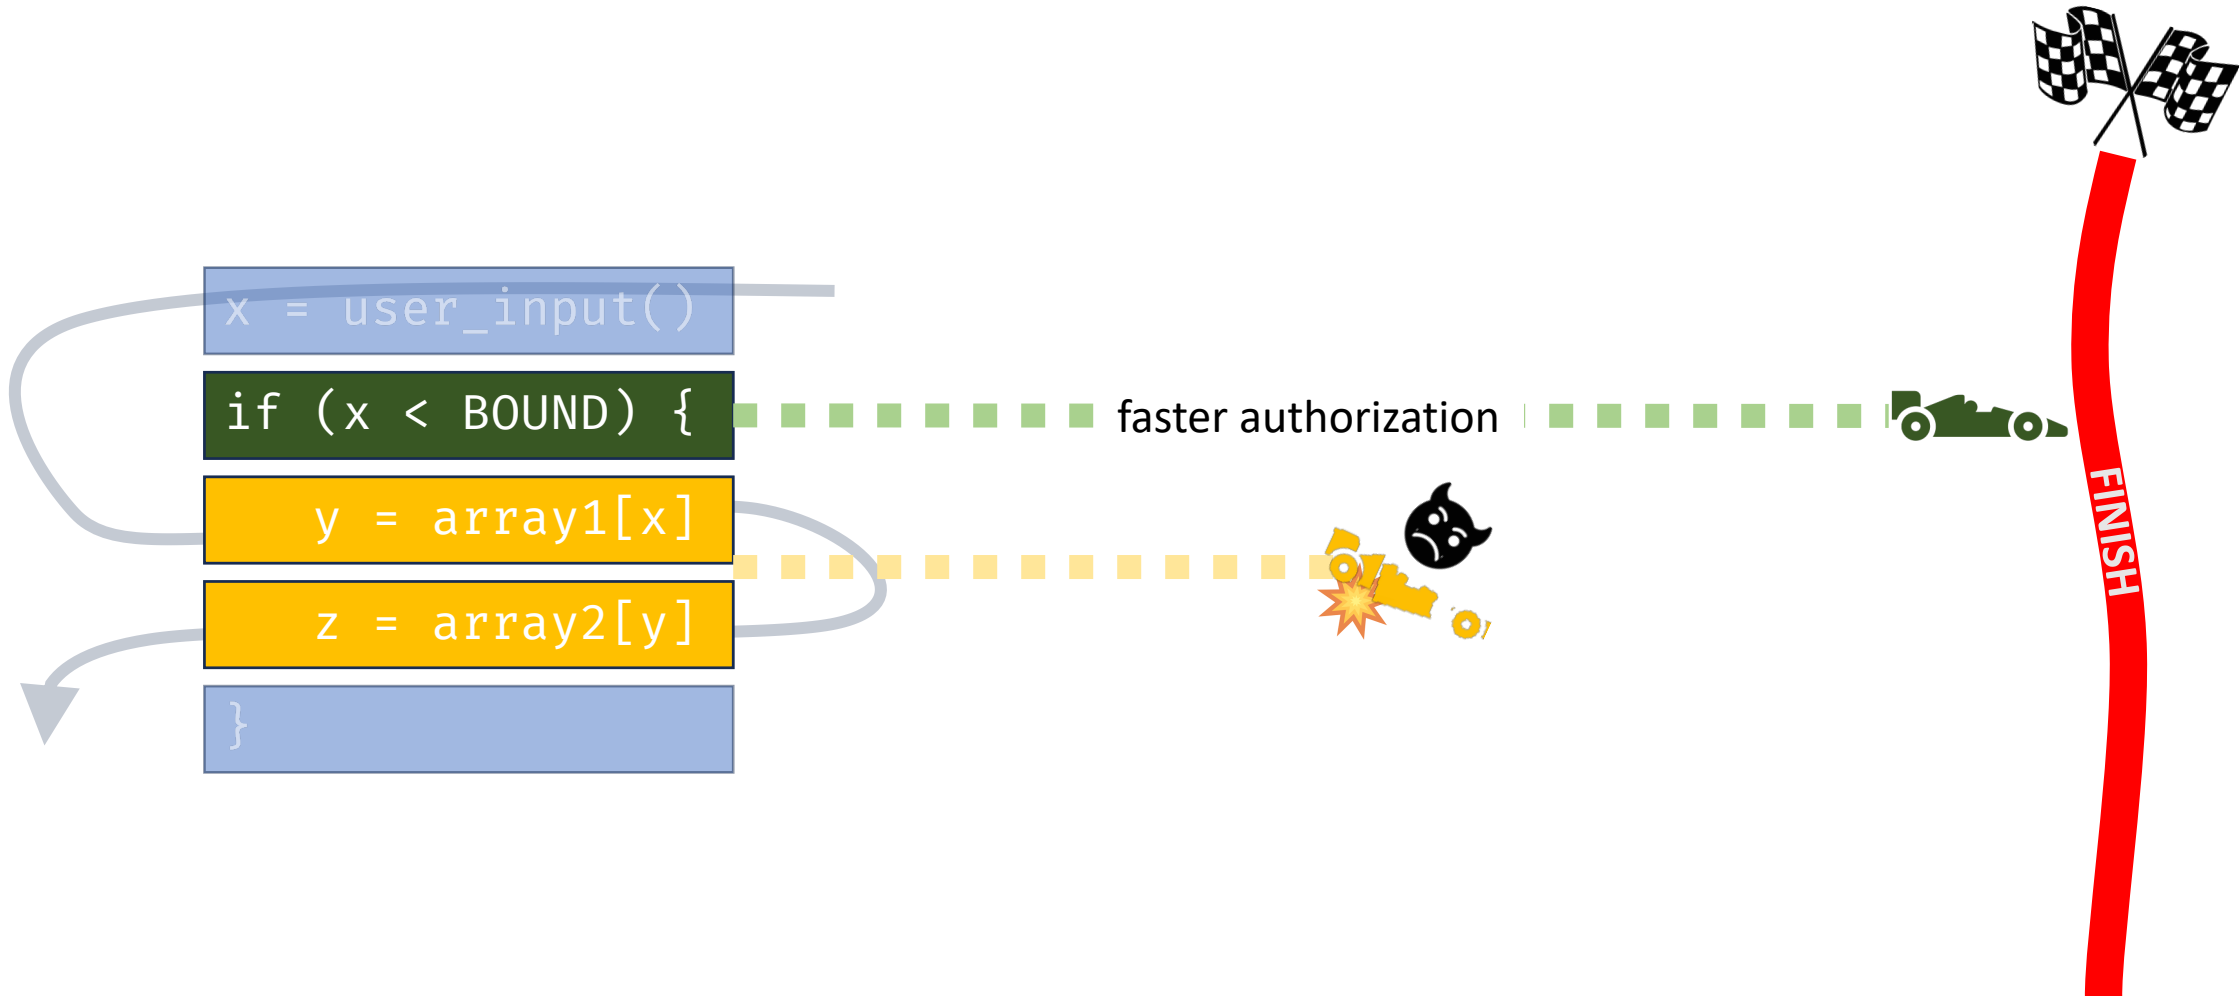 x = user_input()
if (x < BOUND) {
faster authorization
y = array1[x]
z = array2[y]
}
FINISH